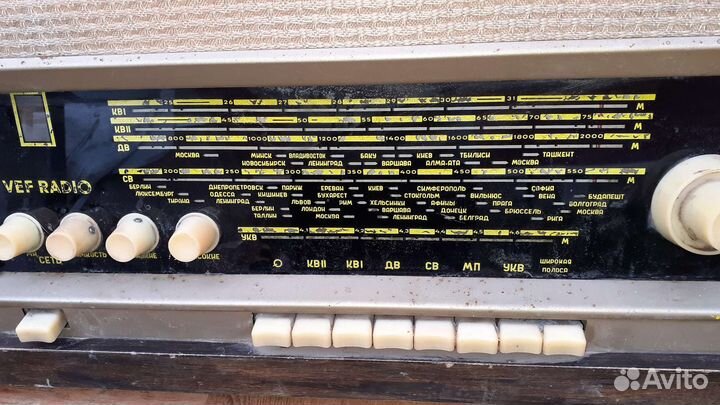 25 26 27 28 29 30 31
КВI М
45 50 55 60 65 70 75
КВII М
800 1000 1200 1400 1600 1800 2000
ДВ М
МОСКВА МИНСК ВЛАДИВОСТОК БАКУ КИЕВ ТБИЛИСИ ТАШКЕНТ
НОВОСИБИРСК ЛЕНИНГРАД ВАРШАВА АЛМА-АТА МОСКВА
200 250 300 350 400 450 500 550
СВ М
VEF RADIO
БЕРЛИН ДНЕПРОПЕТРОВСК ПАРИЖ ЕРЕВАН КИЕВ СИМФЕРОПОЛЬ СОФИЯ
ЛЮКСЕМБУРГ ОДЕССА КИШИНЕВ БУХАРЕСТ СТОКГОЛЬМ ВИЛЬНЮС ВЕНА БУДАПЕШТ
ТИРАНА ЛЕНИНГРАД ЛЬВОВ РИМ ХЕЛЬСИНКИ АФИНЫ ПРАГА ВОЛГОГРАД
БЕРЛИН ЛОНДОН ВАРШАВА ДОНЕЦК БРЮССЕЛЬ МОСКВА
ТАЛЛИН МОСКВА ЛЕНИНГРАД БЕЛГРАД РИГА
УКВ М
СЕТЬ КВII КВI ДВ СВ МП УКВ ШИРОКАЯ
ПОЛОСА
Avito